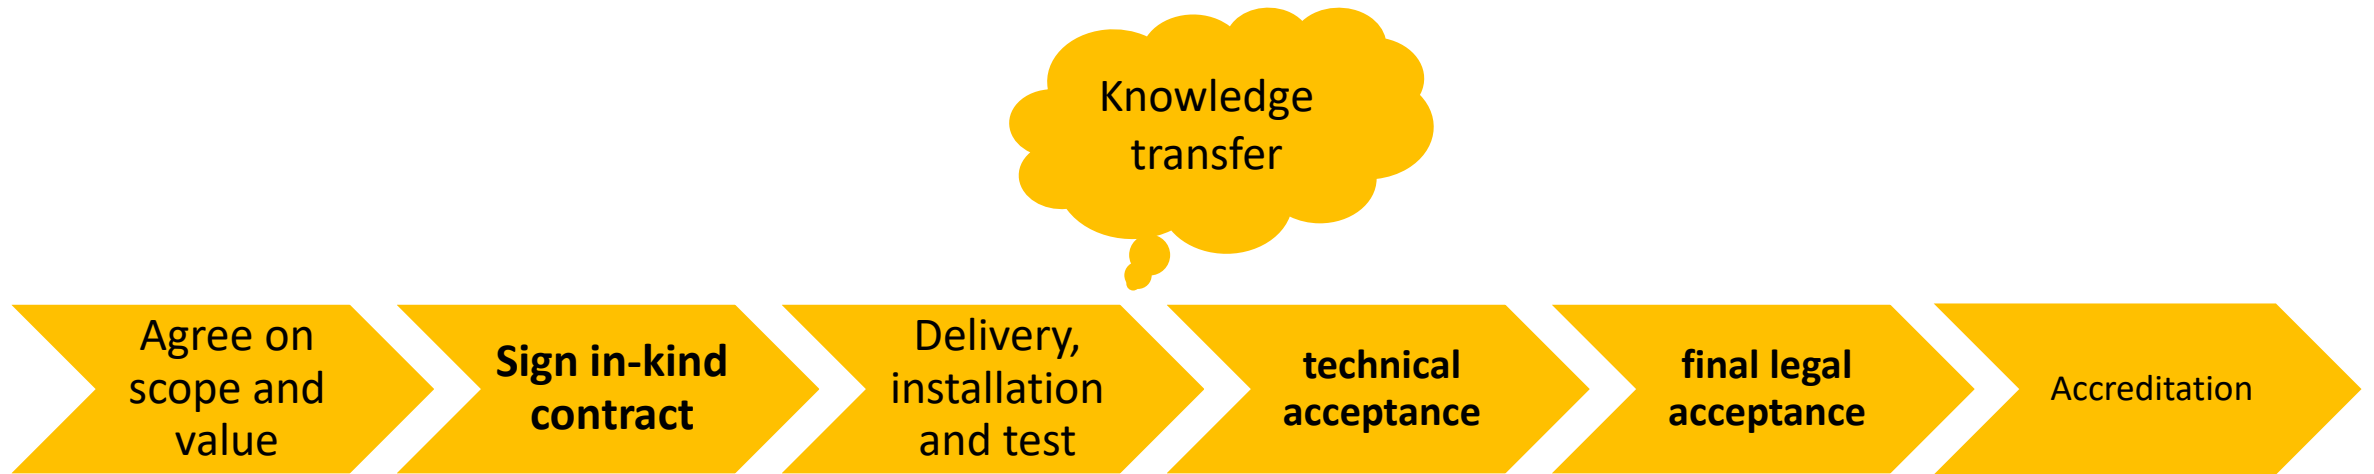 Knowledge
transfer
Agree on
scope and
value
Sign in-kind
contract
Delivery,
installation
and test
technical
acceptance
final legal
acceptance
Accreditation